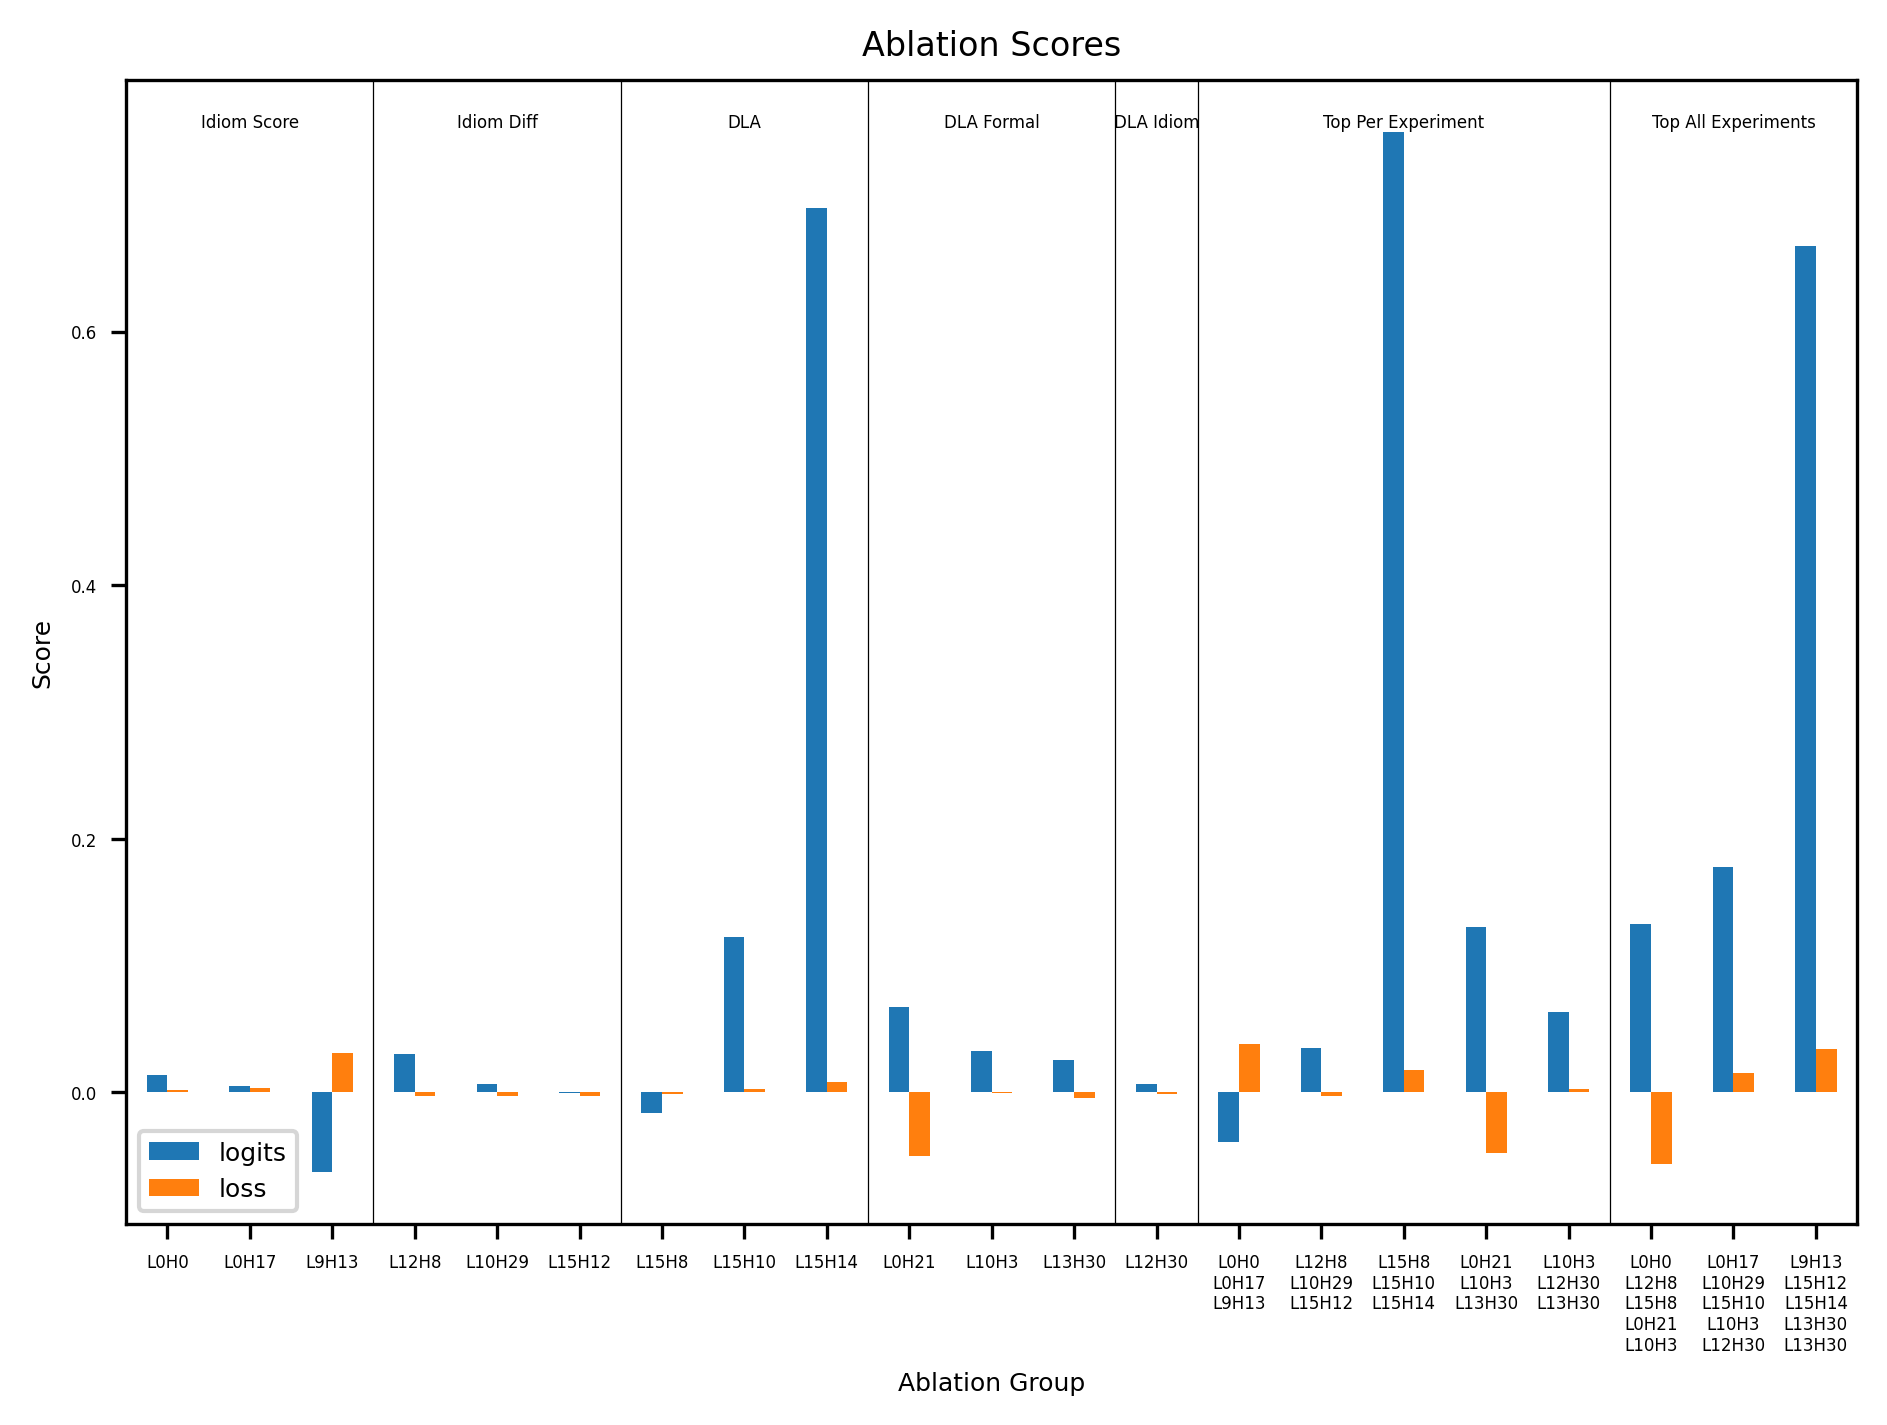 Ablation Scores
Idiom Score
Idiom Diff
DLA
DLA Formal
DLA Idiom
Top Per Experiment
Top All Experiments
0.6
0.4
0.2
0.0
Score
logits
loss
L0H0
L0H17
L9H13
L12H8
L10H29
L15H12
L15H8
L15H10
L15H14
L0H21
L10H3
L13H30
L12H30
L0H0
L0H17
L9H13
L12H8
L10H29
L15H12
L15H8
L15H10
L15H14
L0H21
L10H3
L13H30
L10H3
L12H30
L13H30
L0H0
L12H8
L15H8
L0H21
L10H3
L0H17
L10H29
L15H10
L10H3
L12H30
L9H13
L15H12
L15H14
L13H30
L13H30
Ablation Group